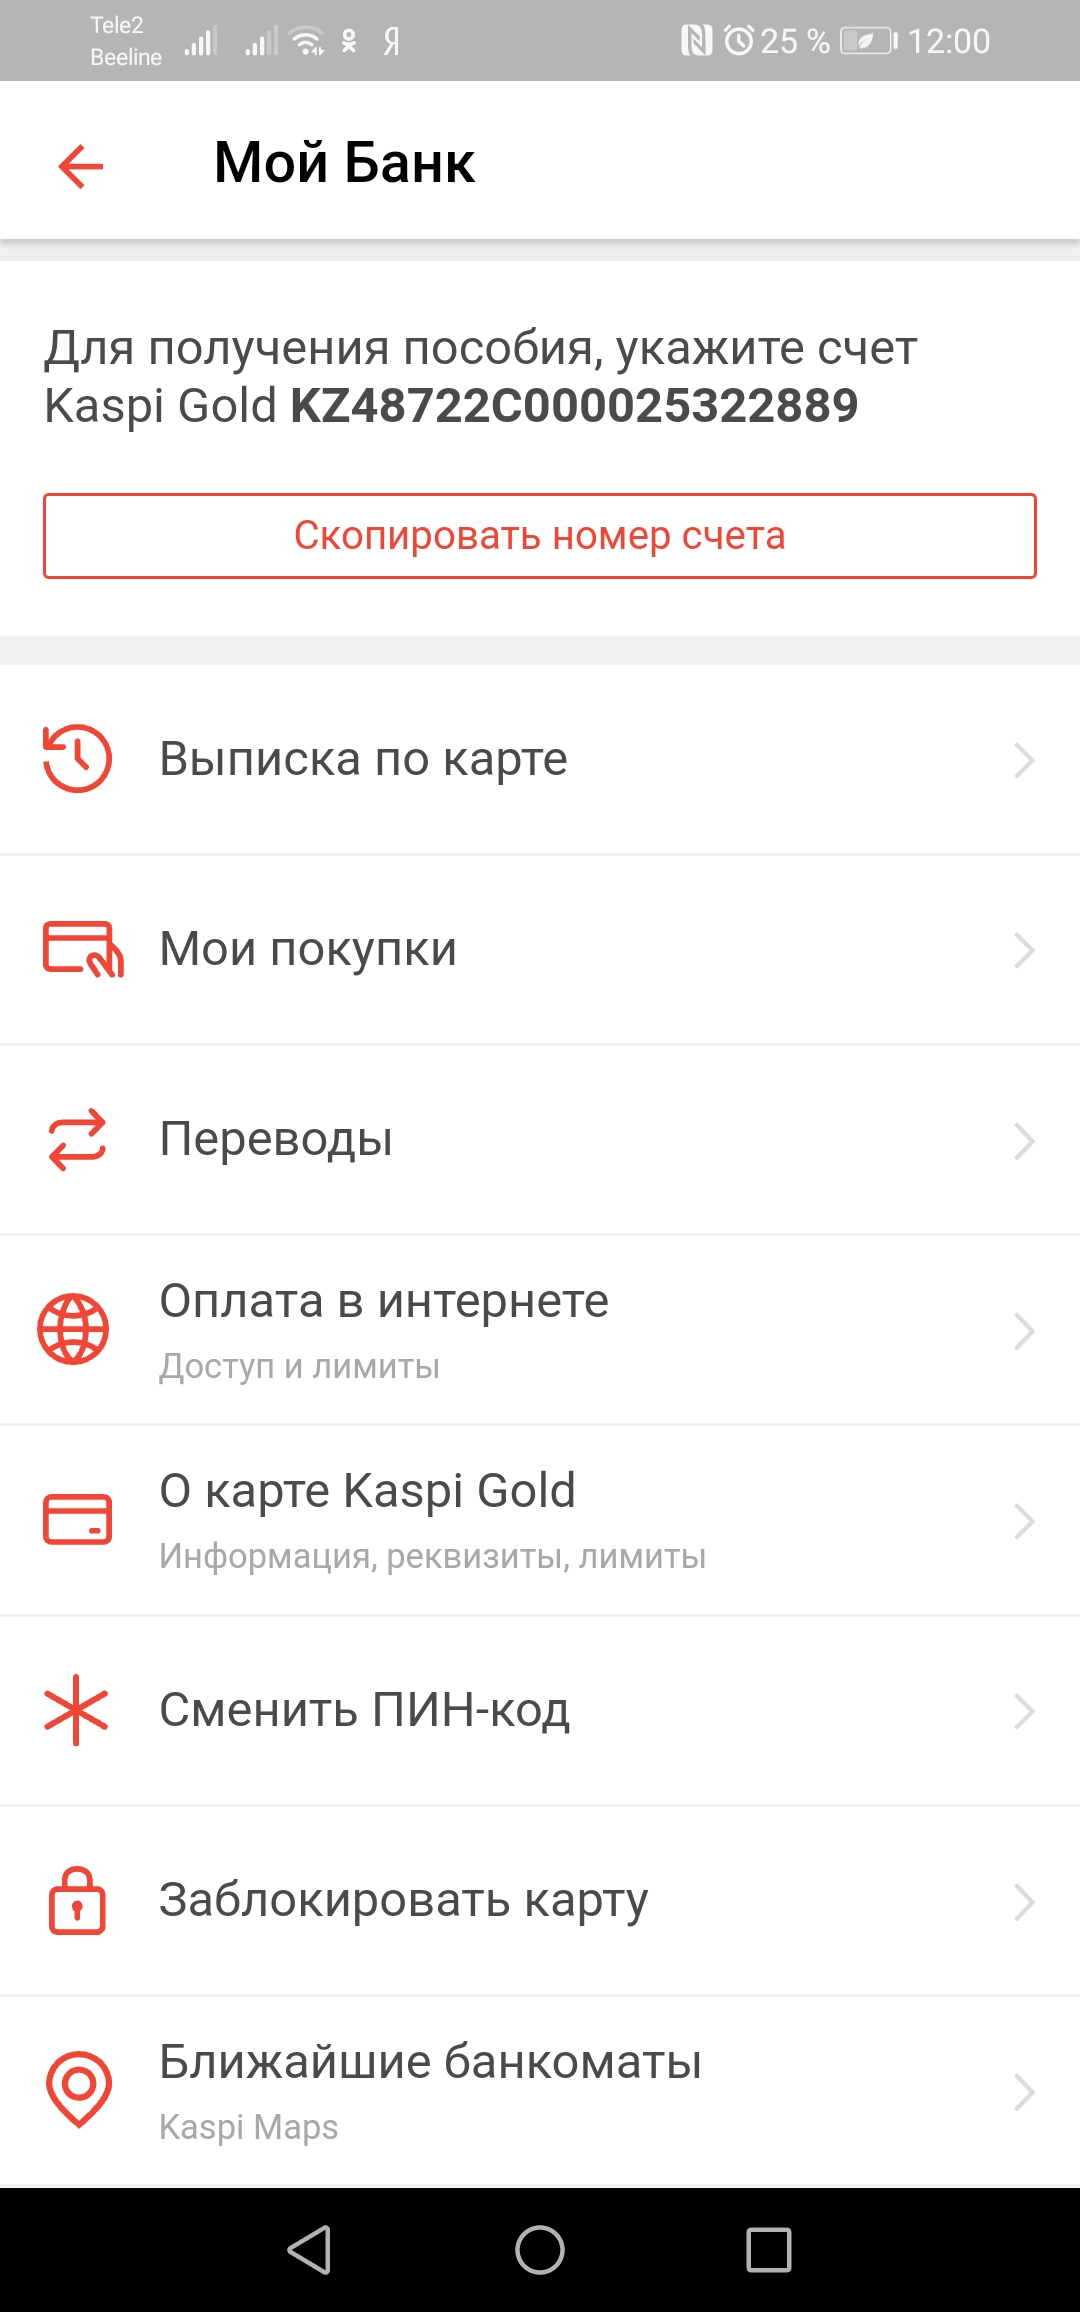 Tele2
Beeline
Я
25 %
12:00
Мой Банк
Для получения пособия, укажите счет
Kaspi Gold KZ48722C000025322889
Скопировать номер счета
Выписка по карте
Мои покупки
Переводы
Оплата в интернете
Доступ и лимиты
О карте Kaspi Gold
Информация, реквизиты, лимиты
Сменить ПИН-код
Заблокировать карту
Ближайшие банкоматы
Kaspi Maps